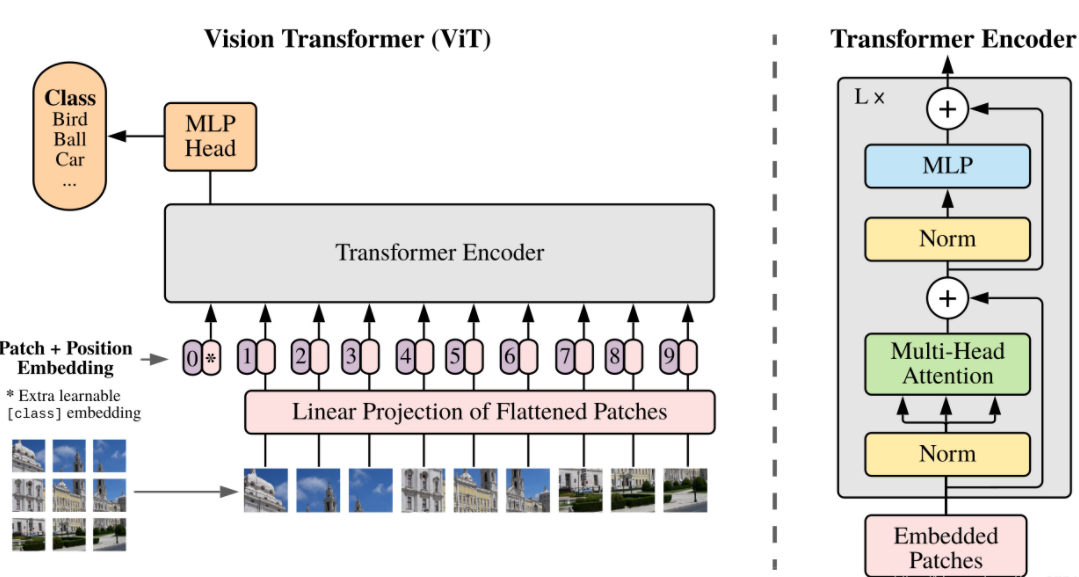 Vision Transformer (ViT)
Class
Bird
Ball
Car
...
MLP
Head
Transformer Encoder
0 * 1 2 3 4 5 6 7 8 9
Patch + Position
Embedding
* Extra learnable
[class] embedding
Linear Projection of Flattened Patches
Transformer Encoder
L ×
+
MLP
Norm
+
Multi-Head
Attention
Norm
Embedded
Patches